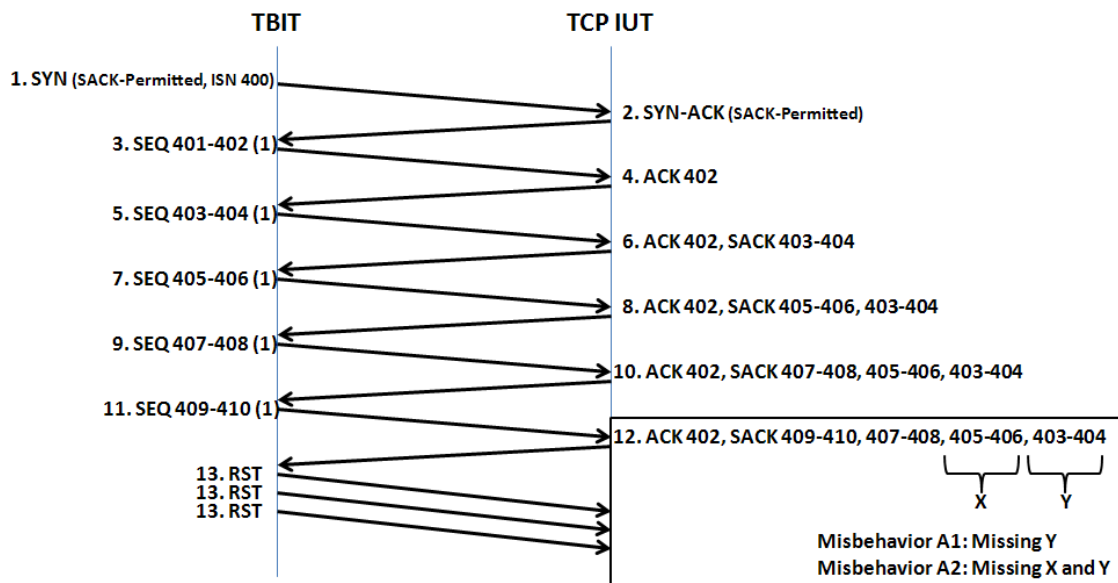 TBIT
TCP IUT
1. SYN (SACK-Permitted, ISN 400)
2. SYN-ACK (SACK-Permitted)
3. SEQ 401-402 (1)
4. ACK 402
5. SEQ 403-404 (1)
6. ACK 402, SACK 403-404
7. SEQ 405-406 (1)
8. ACK 402, SACK 405-406, 403-404
9. SEQ 407-408 (1)
10. ACK 402, SACK 407-408, 405-406, 403-404
11. SEQ 409-410 (1)
12. ACK 402, SACK 409-410, 407-408, 405-406, 403-404
13. RST
13. RST
13. RST
X
Y
Misbehavior A1: Missing Y
Misbehavior A2: Missing X and Y